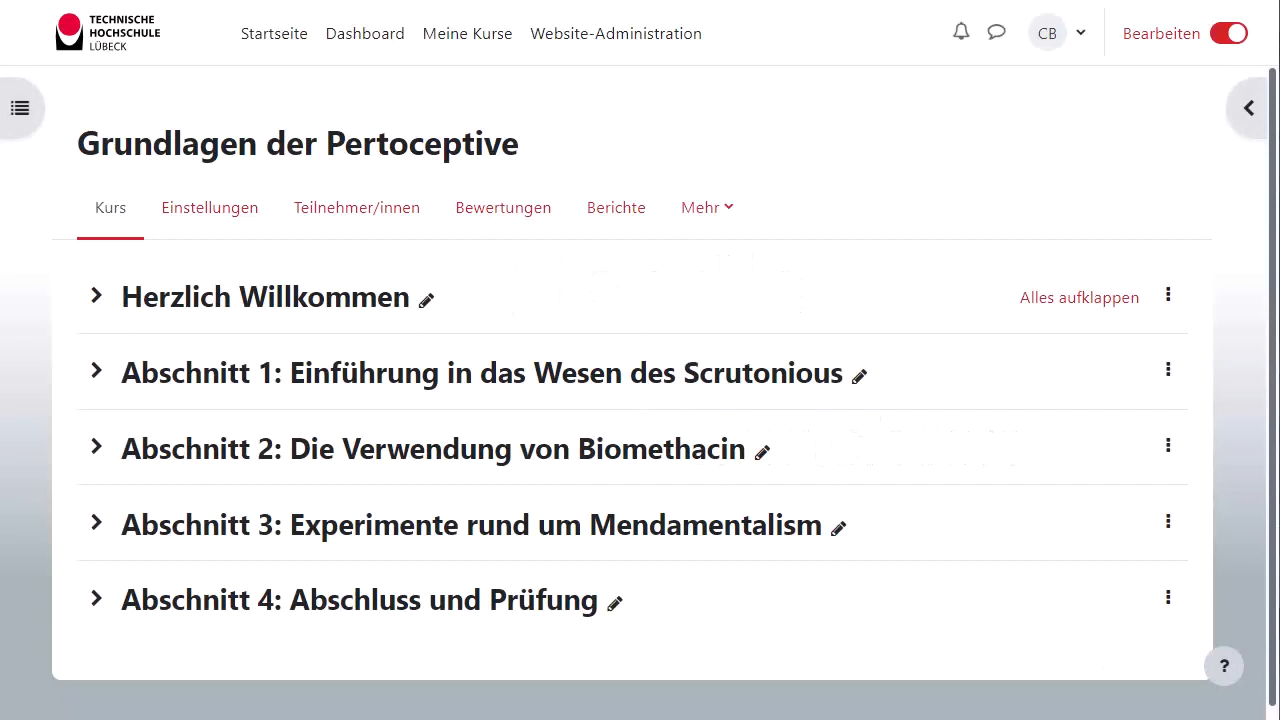 TECHNISCHE
HOCHSCHULE
LÜBECK
Startseite Dashboard Meine Kurse Website-Administration
CB
Bearbeiten
Grundlagen der Pertoceptive
Kurs Einstellungen Teilnehmer/innen Bewertungen Berichte Mehr
Herzlich Willkommen
Alles aufklappen
Abschnitt 1: Einführung in das Wesen des Scrutonious
Abschnitt 2: Die Verwendung von Biomethacin
Abschnitt 3: Experimente rund um Mendamentalism
Abschnitt 4: Abschluss und Prüfung
?